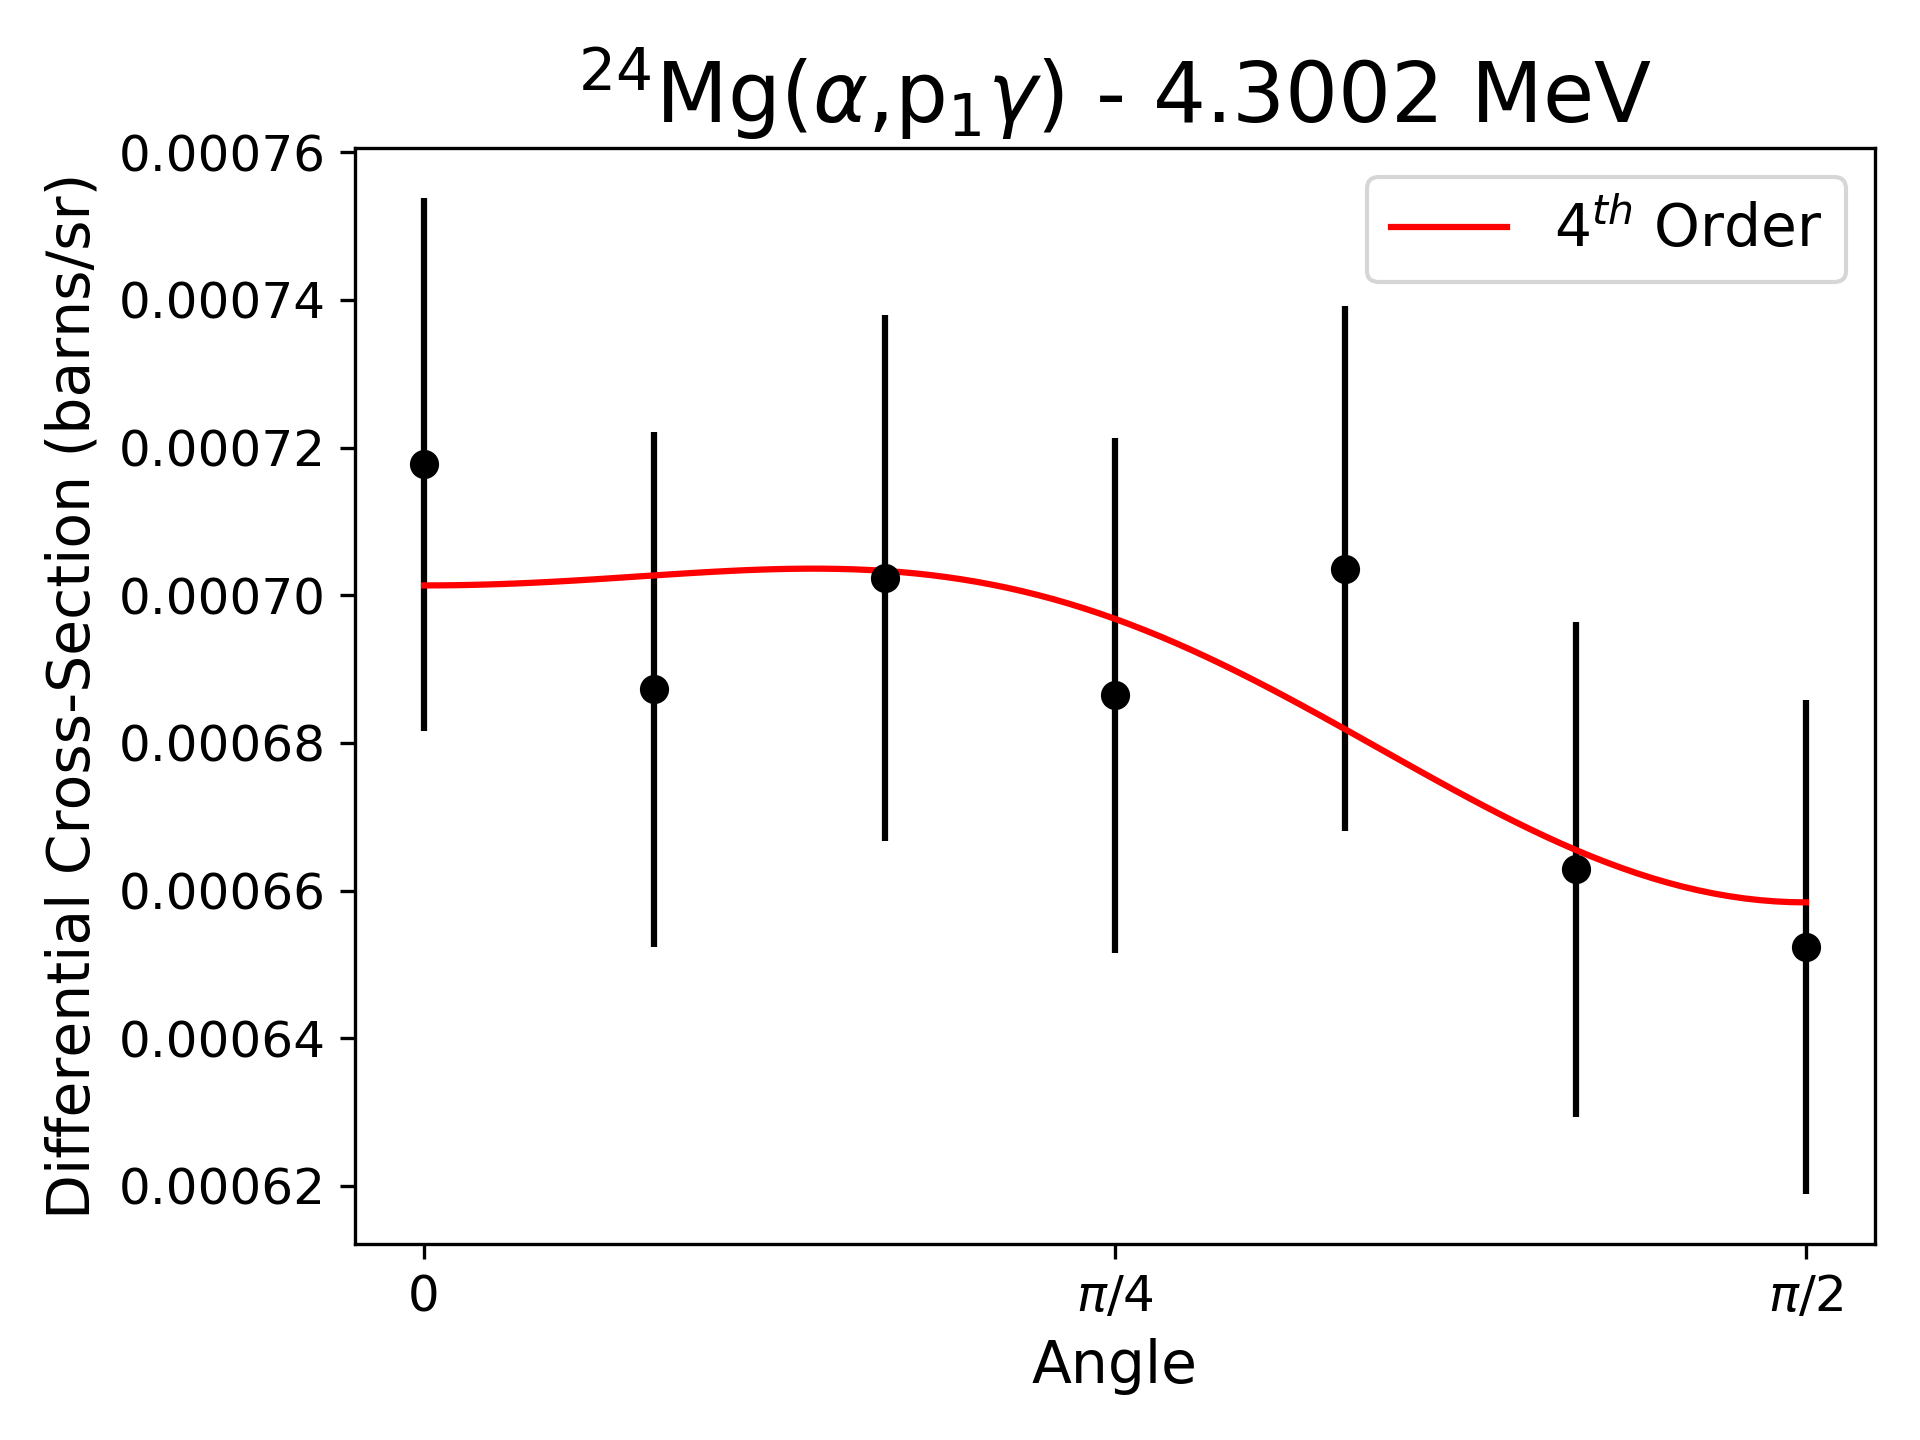 ²⁴Mg(α,p₁γ) - 4.3002 MeV
4ᵗʰ Order
Differential Cross-Section (barns/sr)
0.00076
0.00074
0.00072
0.00070
0.00068
0.00066
0.00064
0.00062
0
π/4
π/2
Angle